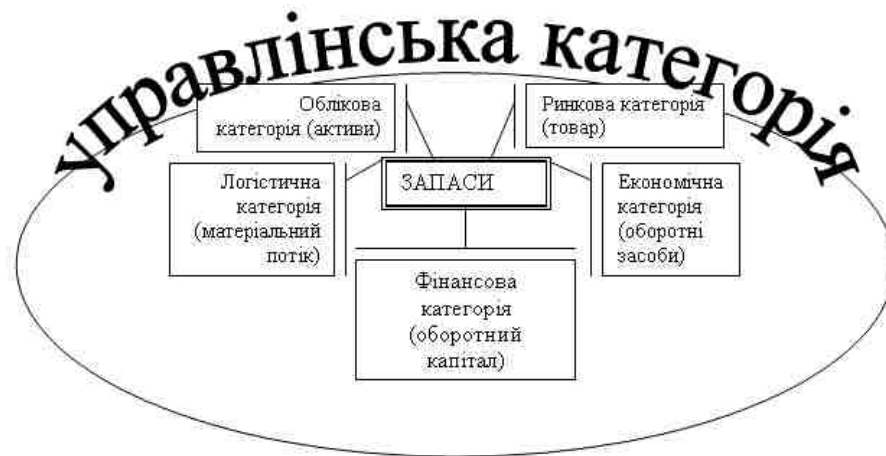 управлінська категорія
Облікова
категорія (активи)
Ринкова категорія
(товар)
Логістична
категорія
(матеріальний
потік)
ЗАПАСИ
Економічна
категорія
(оборотні
засоби)
Фінансова
категорія
(оборотний
капітал)